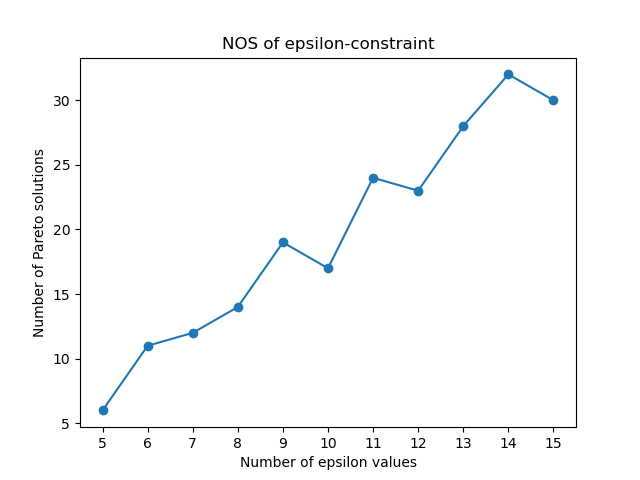 NOS of epsilon-constraint
Number of Pareto solutions
30
25
20
15
10
5
5 6 7 8 9 10 11 12 13 14 15
Number of epsilon values